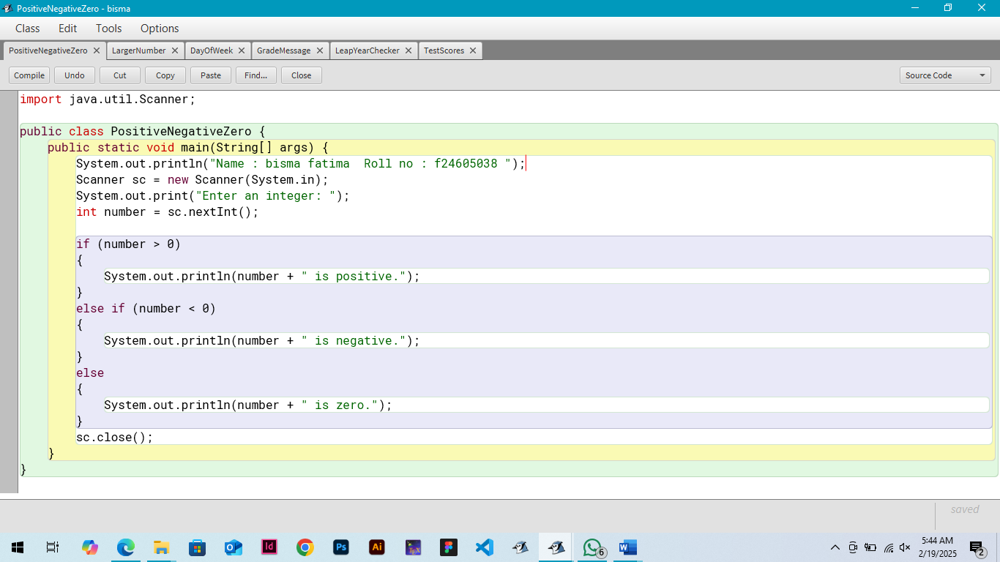 PositiveNegativeZero - bisma
Class Edit Tools Options
PositiveNegativeZero LargerNumber DayOfWeek GradeMessage LeapYearChecker TestScores
Compile Undo Cut Copy Paste Find... Close Source Code
import java.util.Scanner;
public class PositiveNegativeZero {
public static void main(String[] args) {
System.out.println("Name : bisma fatima  Roll no : f24605038 ");
Scanner sc = new Scanner(System.in);
System.out.print("Enter an integer: ");
int number = sc.nextInt();
if (number > 0)
{
System.out.println(number + " is positive.");
}
else if (number < 0)
{
System.out.println(number + " is negative.");
}
else
{
System.out.println(number + " is zero.");
}
sc.close();
}
}
saved
5:44 AM
2/19/2025
6
2